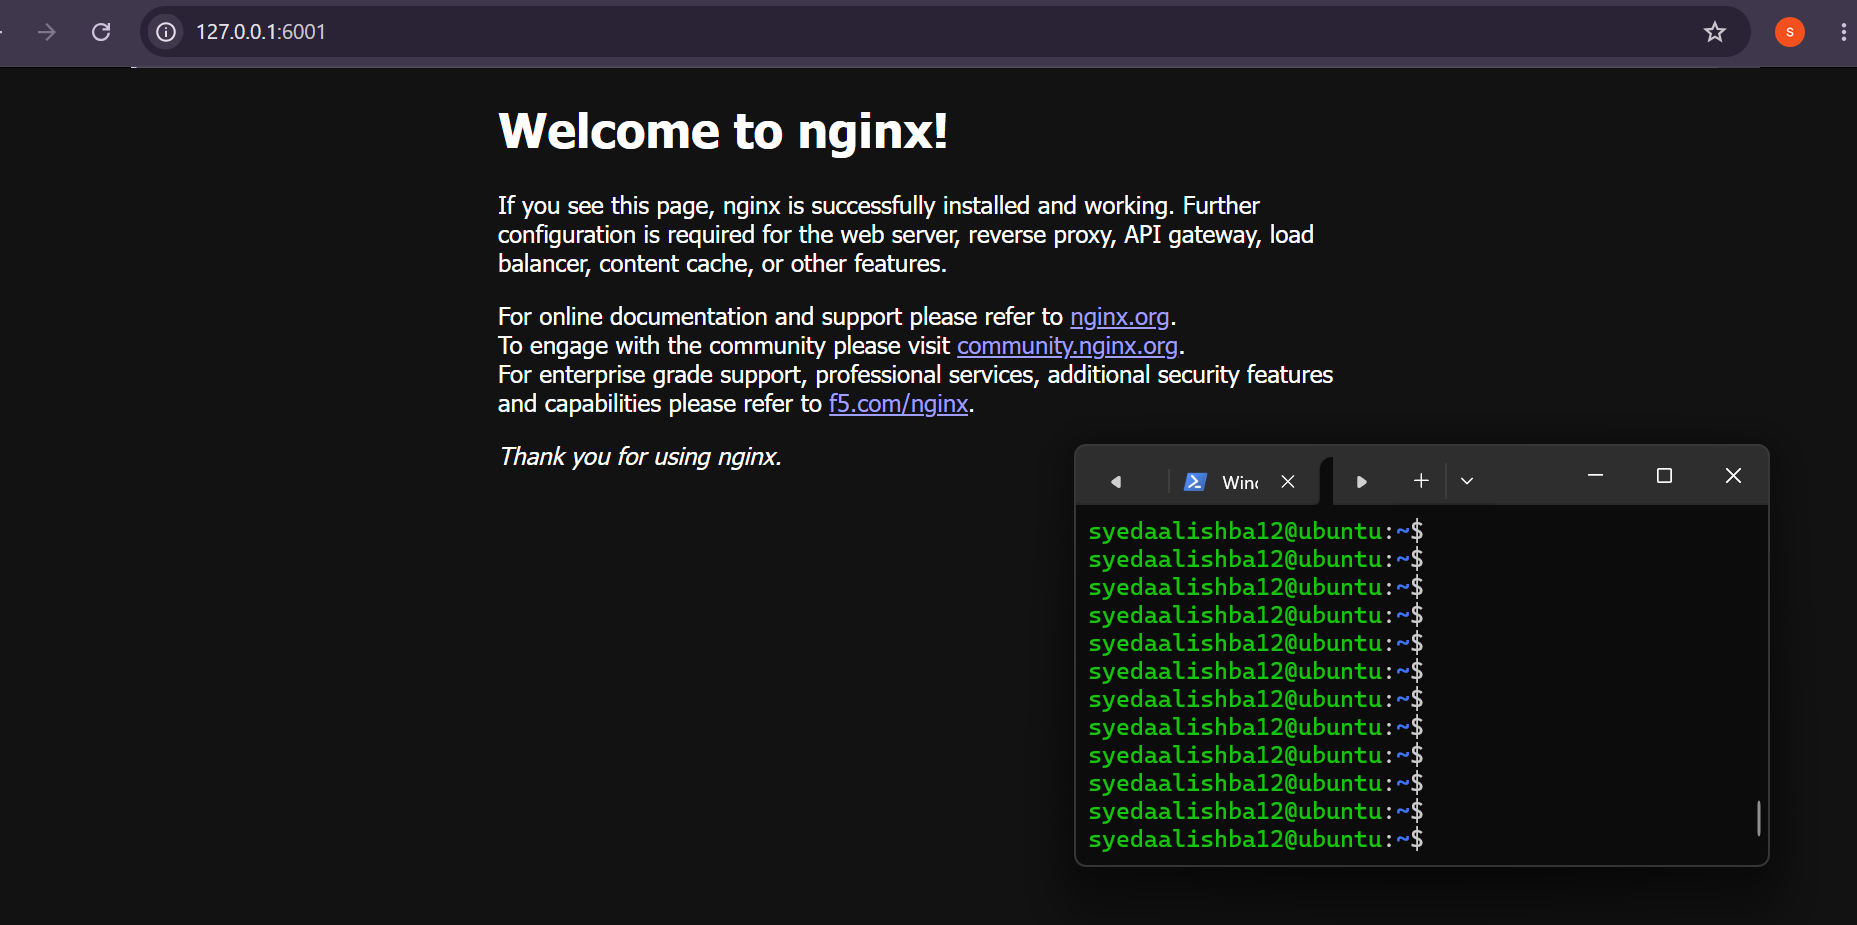 127.0.0.1:6001
S
Welcome to nginx!
If you see this page, nginx is successfully installed and working. Further
configuration is required for the web server, reverse proxy, API gateway, load
balancer, content cache, or other features.
For online documentation and support please refer to nginx.org.
To engage with the community please visit community.nginx.org.
For enterprise grade support, professional services, additional security features
and capabilities please refer to f5.com/nginx.
Thank you for using nginx.
syedaalishba12@ubuntu:~$
syedaalishba12@ubuntu:~$
syedaalishba12@ubuntu:~$
syedaalishba12@ubuntu:~$
syedaalishba12@ubuntu:~$
syedaalishba12@ubuntu:~$
syedaalishba12@ubuntu:~$
syedaalishba12@ubuntu:~$
syedaalishba12@ubuntu:~$
syedaalishba12@ubuntu:~$
syedaalishba12@ubuntu:~$
syedaalishba12@ubuntu:~$